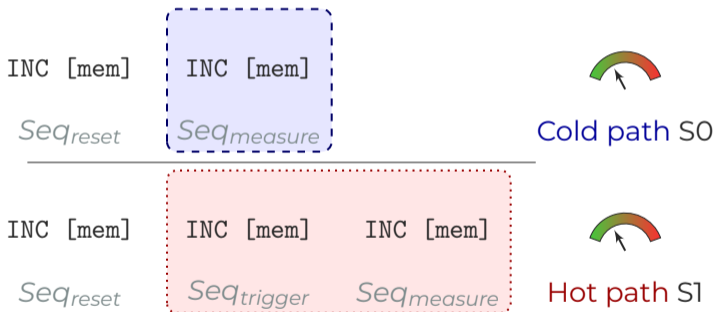 INC [mem] INC [mem]
Seqreset Seqmeasure Cold path S0
INC [mem] INC [mem] INC [mem]
Seqreset Seqtrigger Seqmeasure Hot path S1